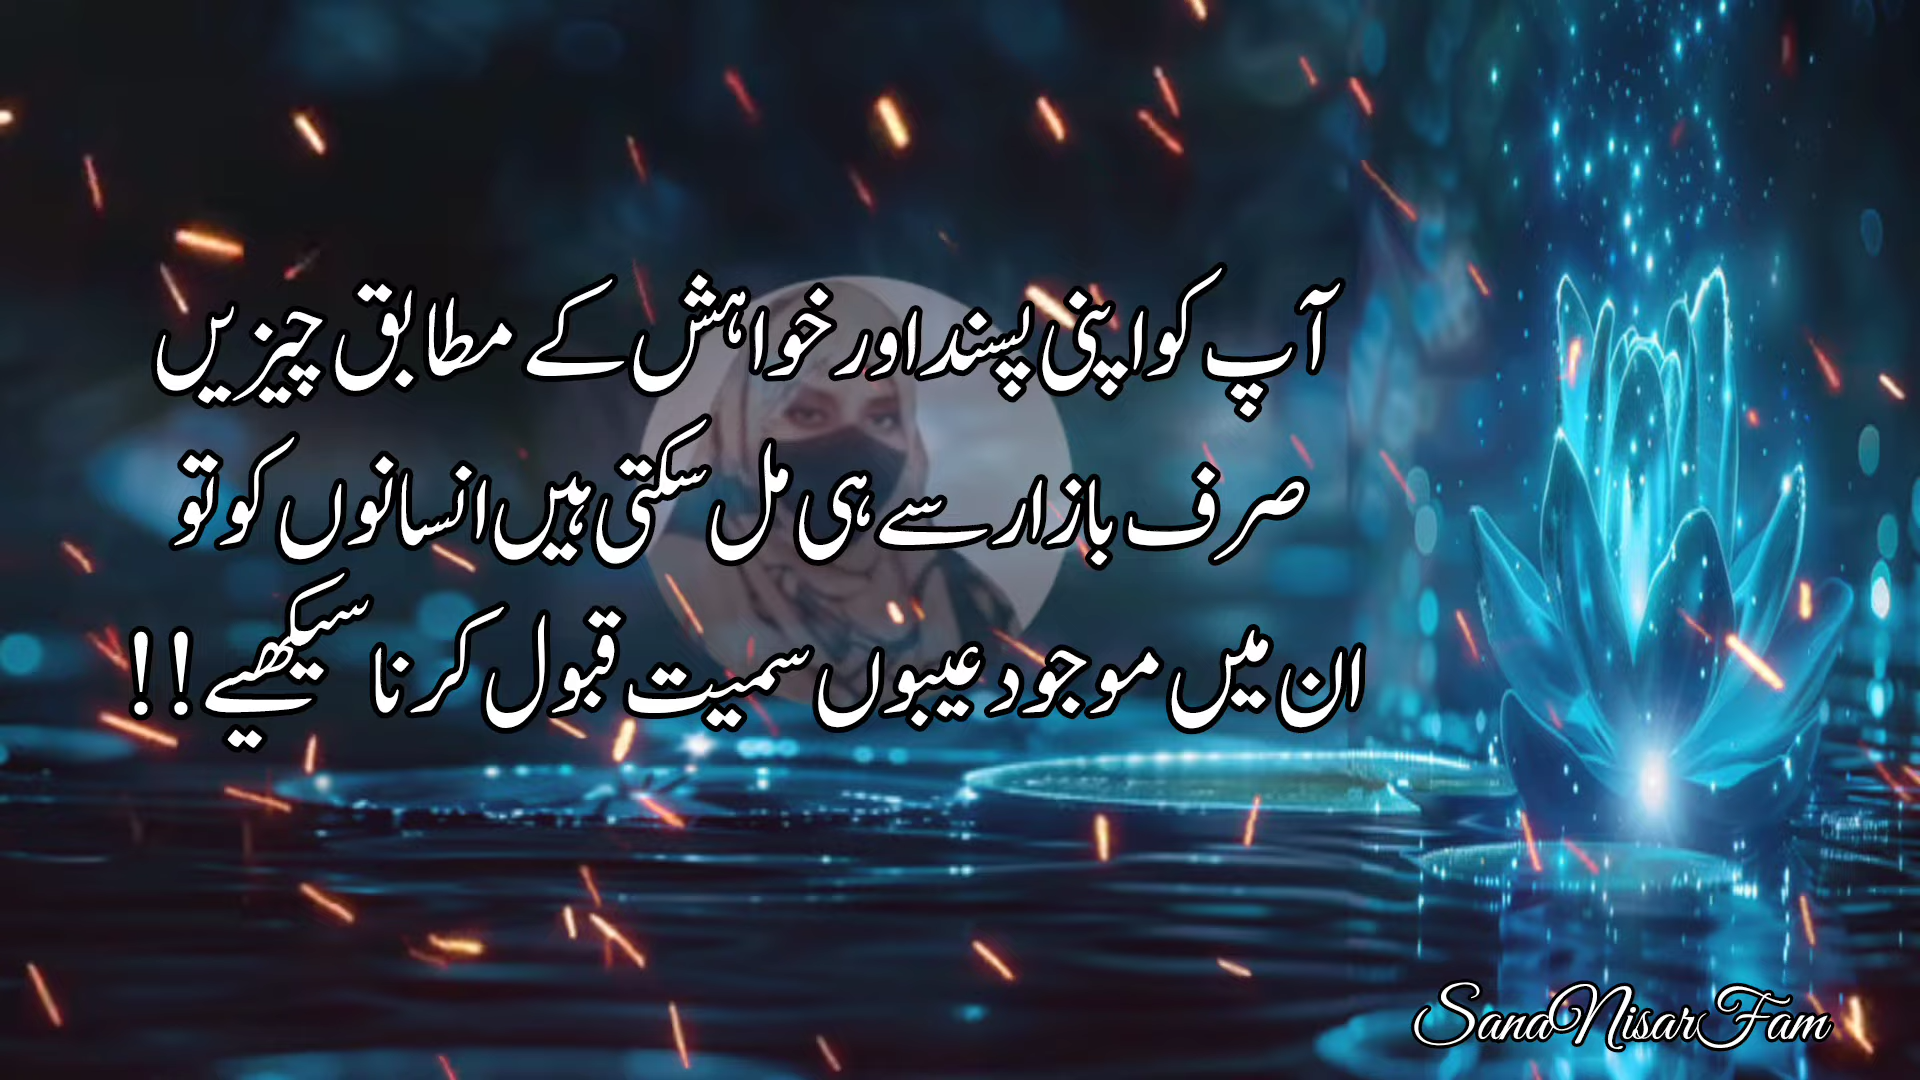 آپ کو اپنی پسند اور خواہش کے مطابق چیزیں
صرف بازار سے ہی مل سکتی ہیں انسانوں کو تو
ان میں موجود عیبوں سمیت قبول کرنا سیکھیے !!
SanaNisarFam